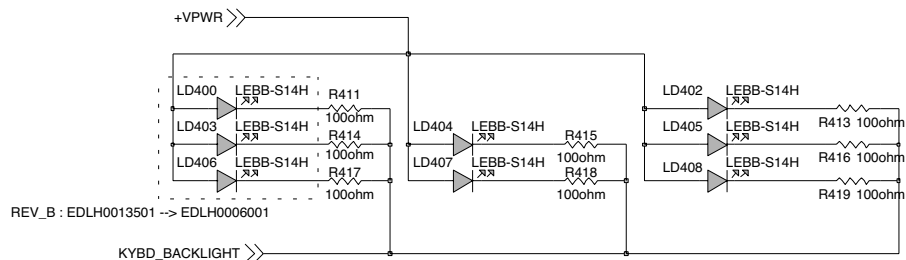 +VPWR
LD400 LEBB-S14H R411
100ohm
LD403 LEBB-S14H R414
100ohm
LD406 LEBB-S14H R417
100ohm
LD404 LEBB-S14H R415
100ohm
LD407 LEBB-S14H R418
100ohm
LD402 LEBB-S14H
R413 100ohm
LD405 LEBB-S14H
R416 100ohm
LD408 LEBB-S14H
R419 100ohm
REV_B : EDLH0013501 --> EDLH0006001
KYBD_BACKLIGHT